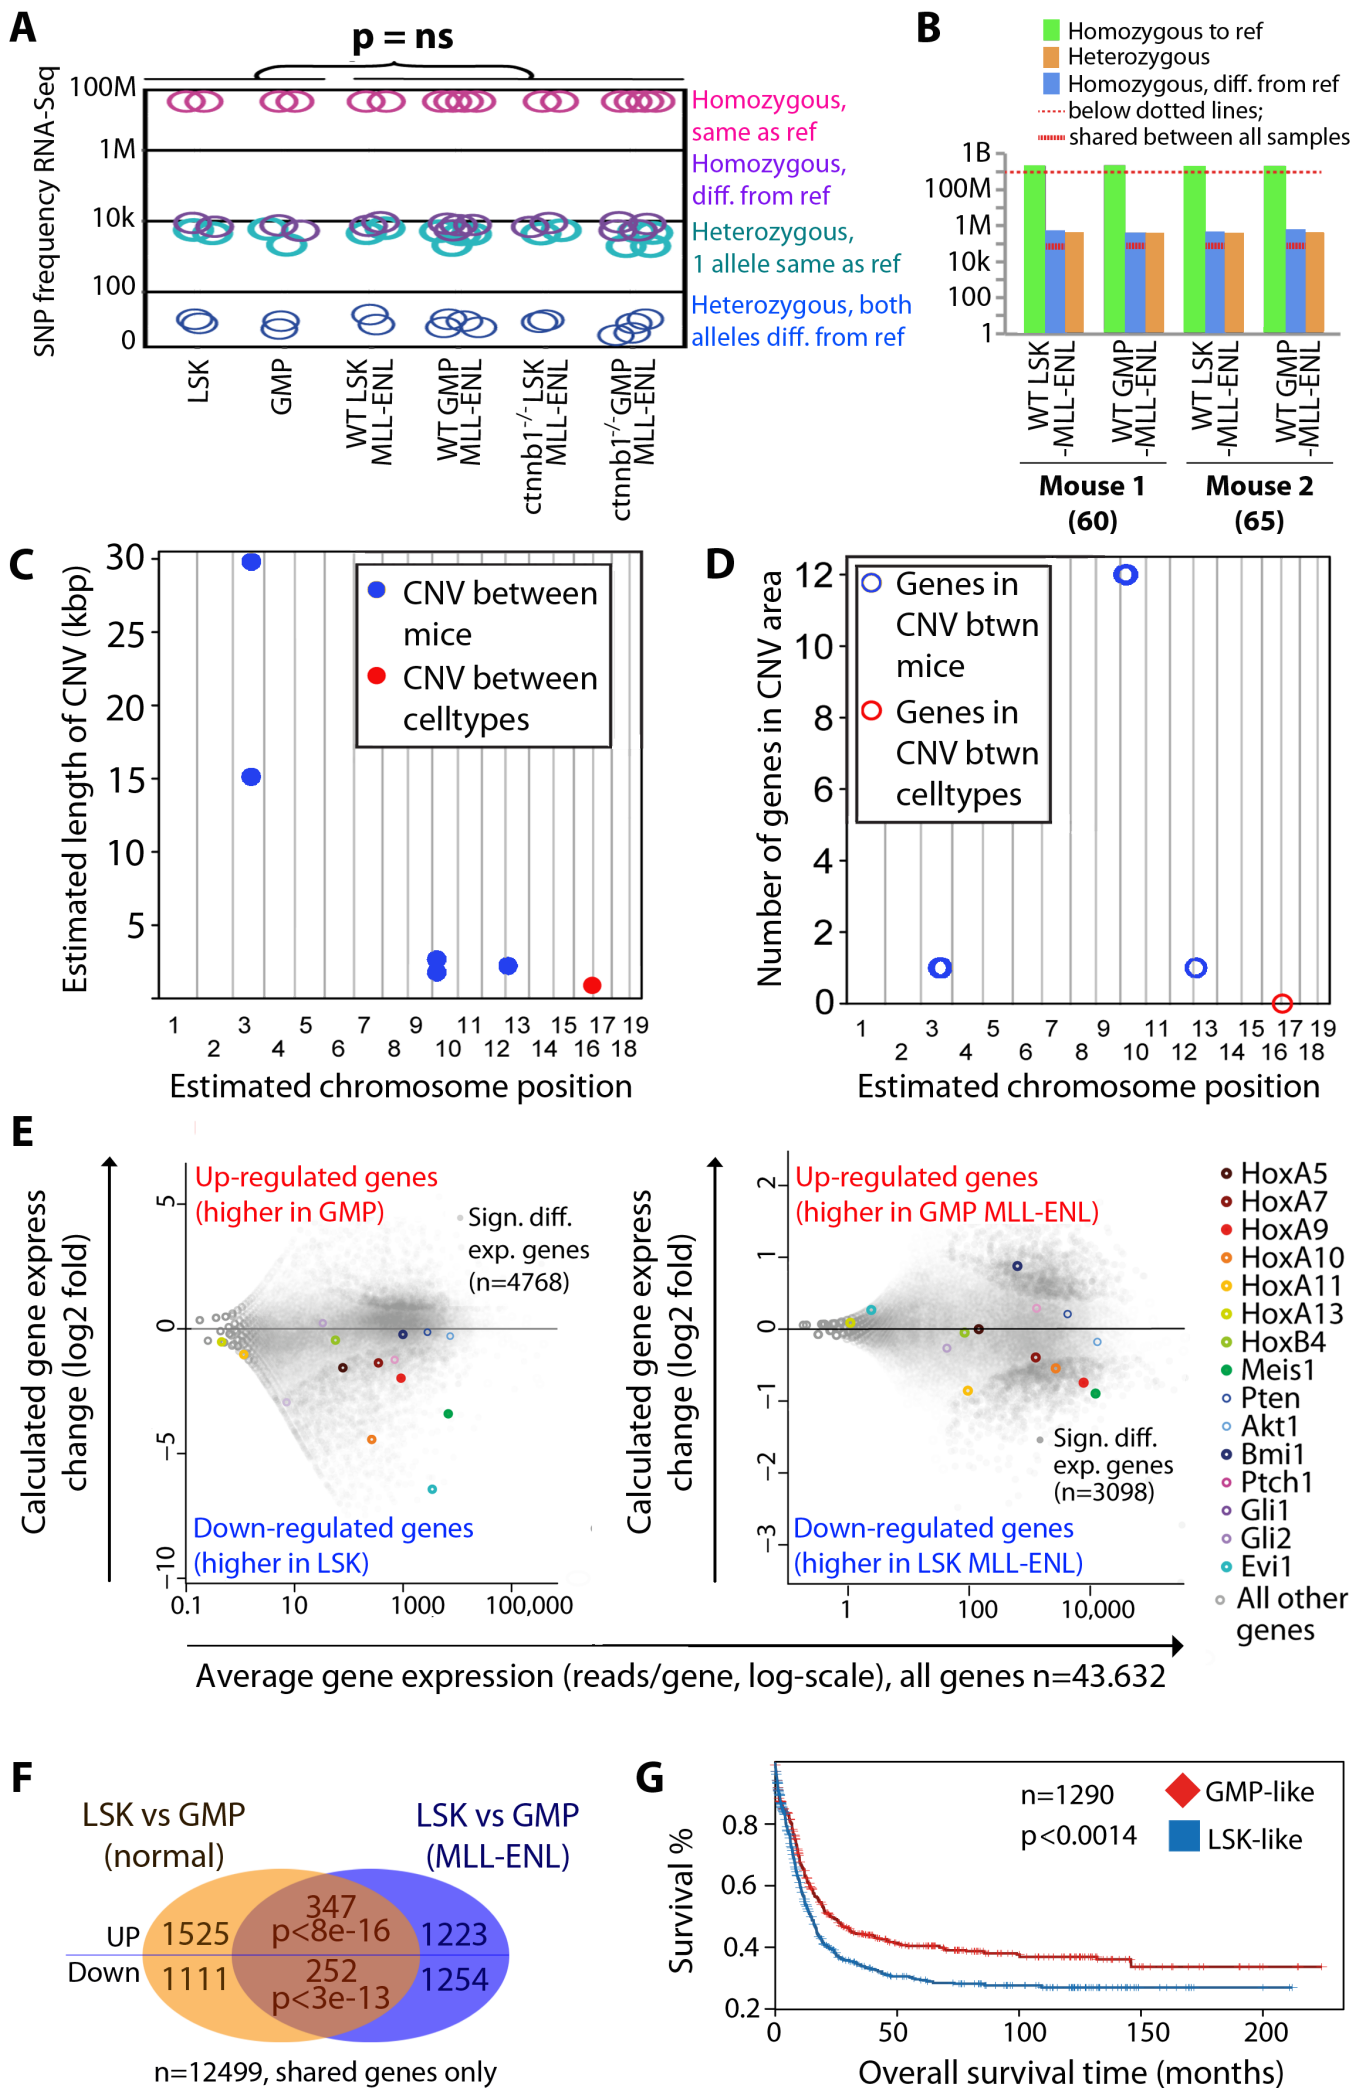 A
p = ns
SNP frequency RNA-Seq
100M
1M
10k
100
0
Homozygous,
same as ref
Homozygous,
diff. from ref
Heterozygous,
1 allele same as ref
Heterozygous, both
alleles diff. from ref
LSK
GMP
WT LSK
MLL-ENL
WT GMP
MLL-ENL
ctnnb1-/- LSK
MLL-ENL
ctnnb1-/-GMP
MLL-ENL
B
Homozygous to ref
Heterozygous
Homozygous, diff. from ref
below dotted lines;
shared between all samples
1B
100M
1M
10k
100
1
WT LSK
-MLL-ENL
WT GMP
-MLL-ENL
WT LSK
-MLL-ENL
WT GMP
-MLL-ENL
Mouse 1
(60)
Mouse 2
(65)
C
Estimated length of CNV (kbp)
30
25
20
15
10
5
CNV between
mice
CNV between
celltypes
1 3 5 7 9 11 13 15 17 19
2 4 6 8 10 12 14 16 18
Estimated chromosome position
D
Number of genes in CNV area
12
10
8
6
4
2
0
Genes in
CNV btwn
mice
Genes in
CNV btwn
celltypes
1 3 5 7 9 11 13 15 17 19
2 4 6 8 10 12 14 16 18
Estimated chromosome position
E
Calculated gene express
change (log2 fold)
5
0
−5
−10
Up-regulated genes
(higher in GMP)
Sign. diff.
exp. genes
(n=4768)
Down-regulated genes
(higher in LSK)
0.1 10 1000 100,000
Calculated gene express
change (log2 fold)
2
1
0
−1
−2
−3
Up-regulated genes
(higher in GMP MLL-ENL)
Sign. diff.
exp. genes
(n=3098)
Down-regulated genes
(higher in LSK MLL-ENL)
1 100 10,000
HoxA5
HoxA7
HoxA9
HoxA10
HoxA11
HoxA13
HoxB4
Meis1
Pten
Akt1
Bmi1
Ptch1
Gli1
Gli2
Evi1
All other
genes
Average gene expression (reads/gene, log-scale), all genes n=43.632
F
LSK vs GMP
(normal)
LSK vs GMP
(MLL-ENL)
UP
Down
1525
347
p<8e-16
1223
1111
252
p<3e-13
1254
n=12499, shared genes only
G
Survival %
0.8
0.6
0.4
0.2
n=1290
p<0.0014
GMP-like
LSK-like
0 50 100 150 200
Overall survival time (months)